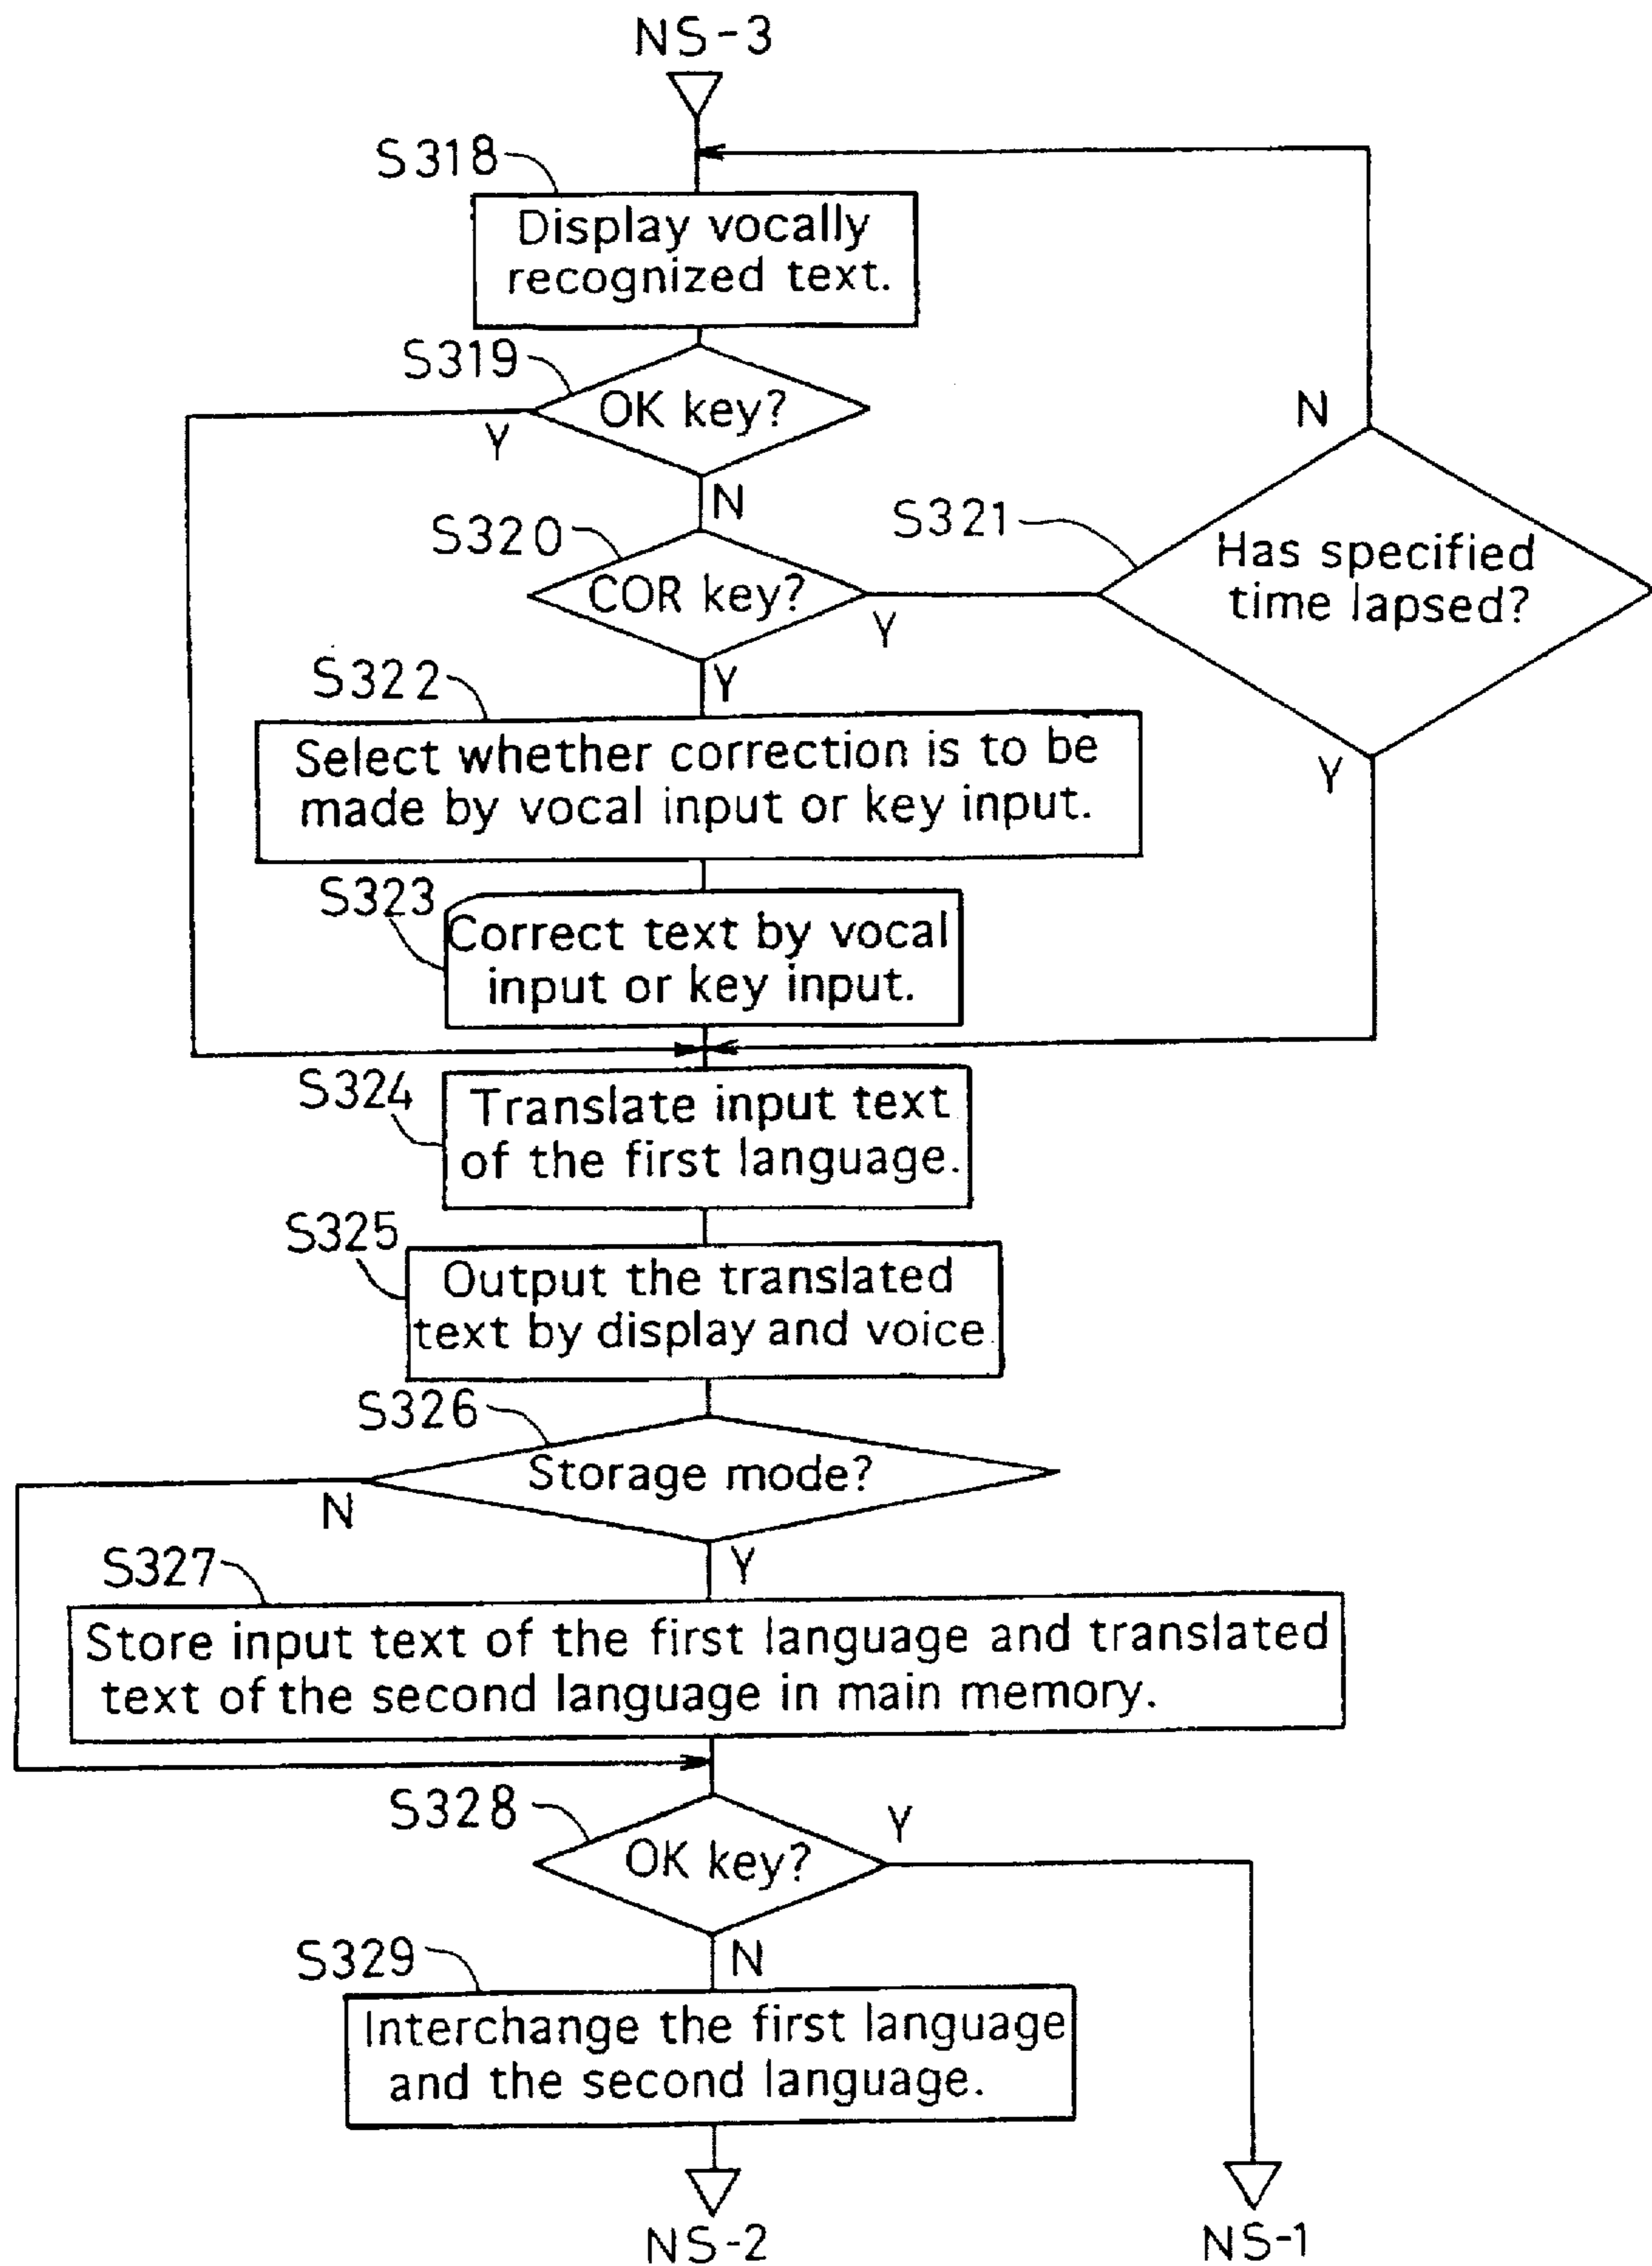 NS-3
S318
Display vocally
recognized text.
S319
OK key?
Y
N
N
S320
S321
COR key?
Y
Has specified
time lapsed?
Y
Y
S322
Select whether correction is to be
made by vocal input or key input.
S323
Correct text by vocal
input or key input.
S324
Translate input text
of the first language.
S325
Output the translated
text by display and voice.
S326
Storage mode?
N
Y
S327
Store input text of the first language and translated
text of the second language in main memory.
S328
OK key?
Y
N
S329
Interchange the first language
and the second language.
NS-2
NS-1